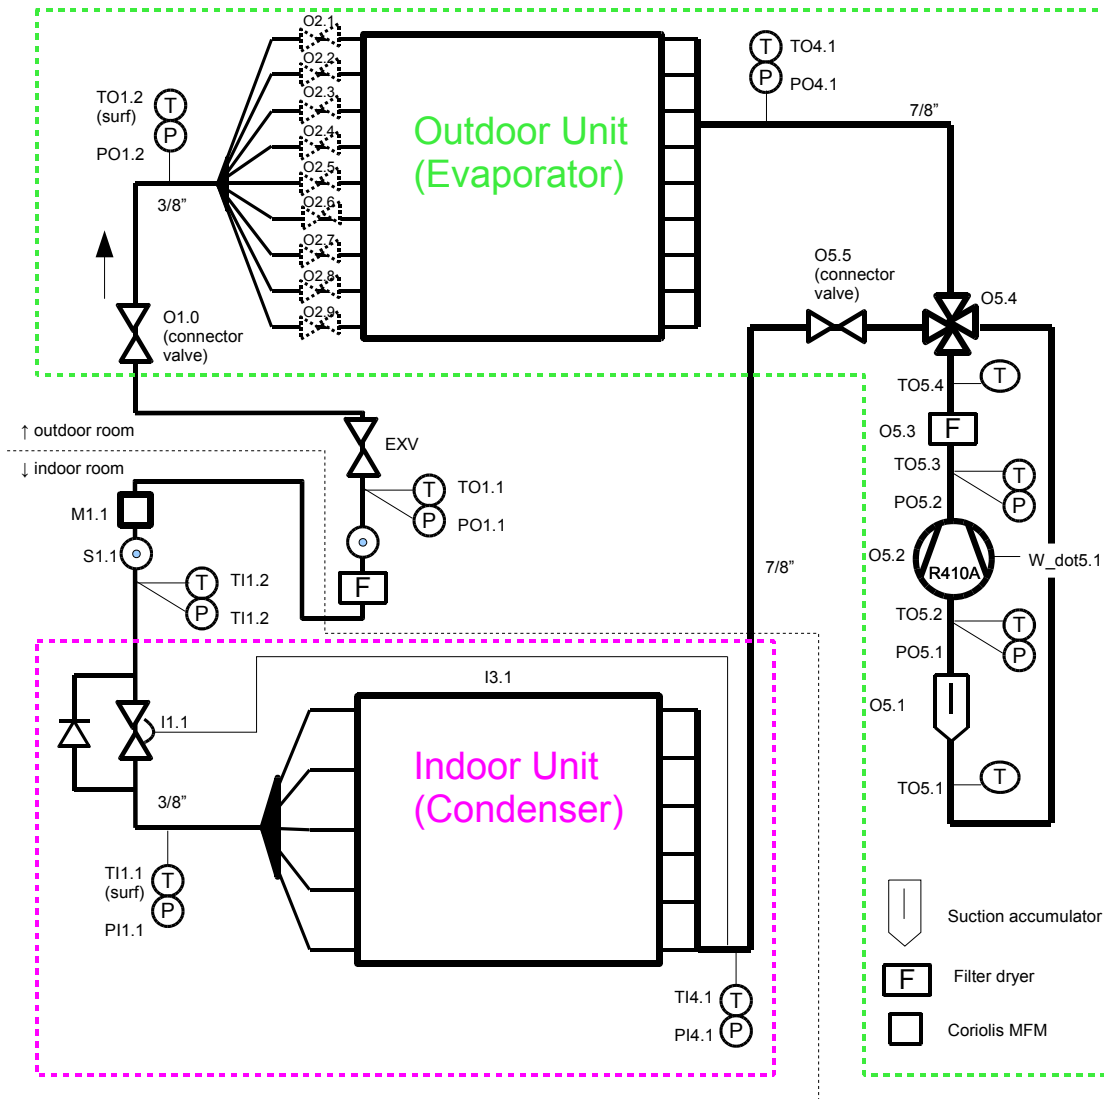 O2.1
O2.2
O2.3
O2.4
O2.5
O2.6
O2.7
O2.8
O2.9
Outdoor Unit
(Evaporator)
T
P
TO4.1
PO4.1
7/8”
TO1.2
(surf)
PO1.2
T
P
3/8”
O1.0
(connector
valve)
O5.5
(connector
valve)
O5.4
TO5.4
T
O5.3
F
TO5.3
PO5.2
T
P
O5.2
R410A
W_dot5.1
TO5.2
PO5.1
T
P
O5.1
TO5.1
T
↑ outdoor room
↓ indoor room
EXV
T
P
TO1.1
PO1.1
F
M1.1
S1.1
T
P
TI1.2
TI1.2
7/8”
I3.1
I1.1
3/8”
Indoor Unit
(Condenser)
TI1.1
(surf)
PI1.1
T
P
TI4.1
PI4.1
T
P
Suction accumulator
F
Filter dryer
Coriolis MFM